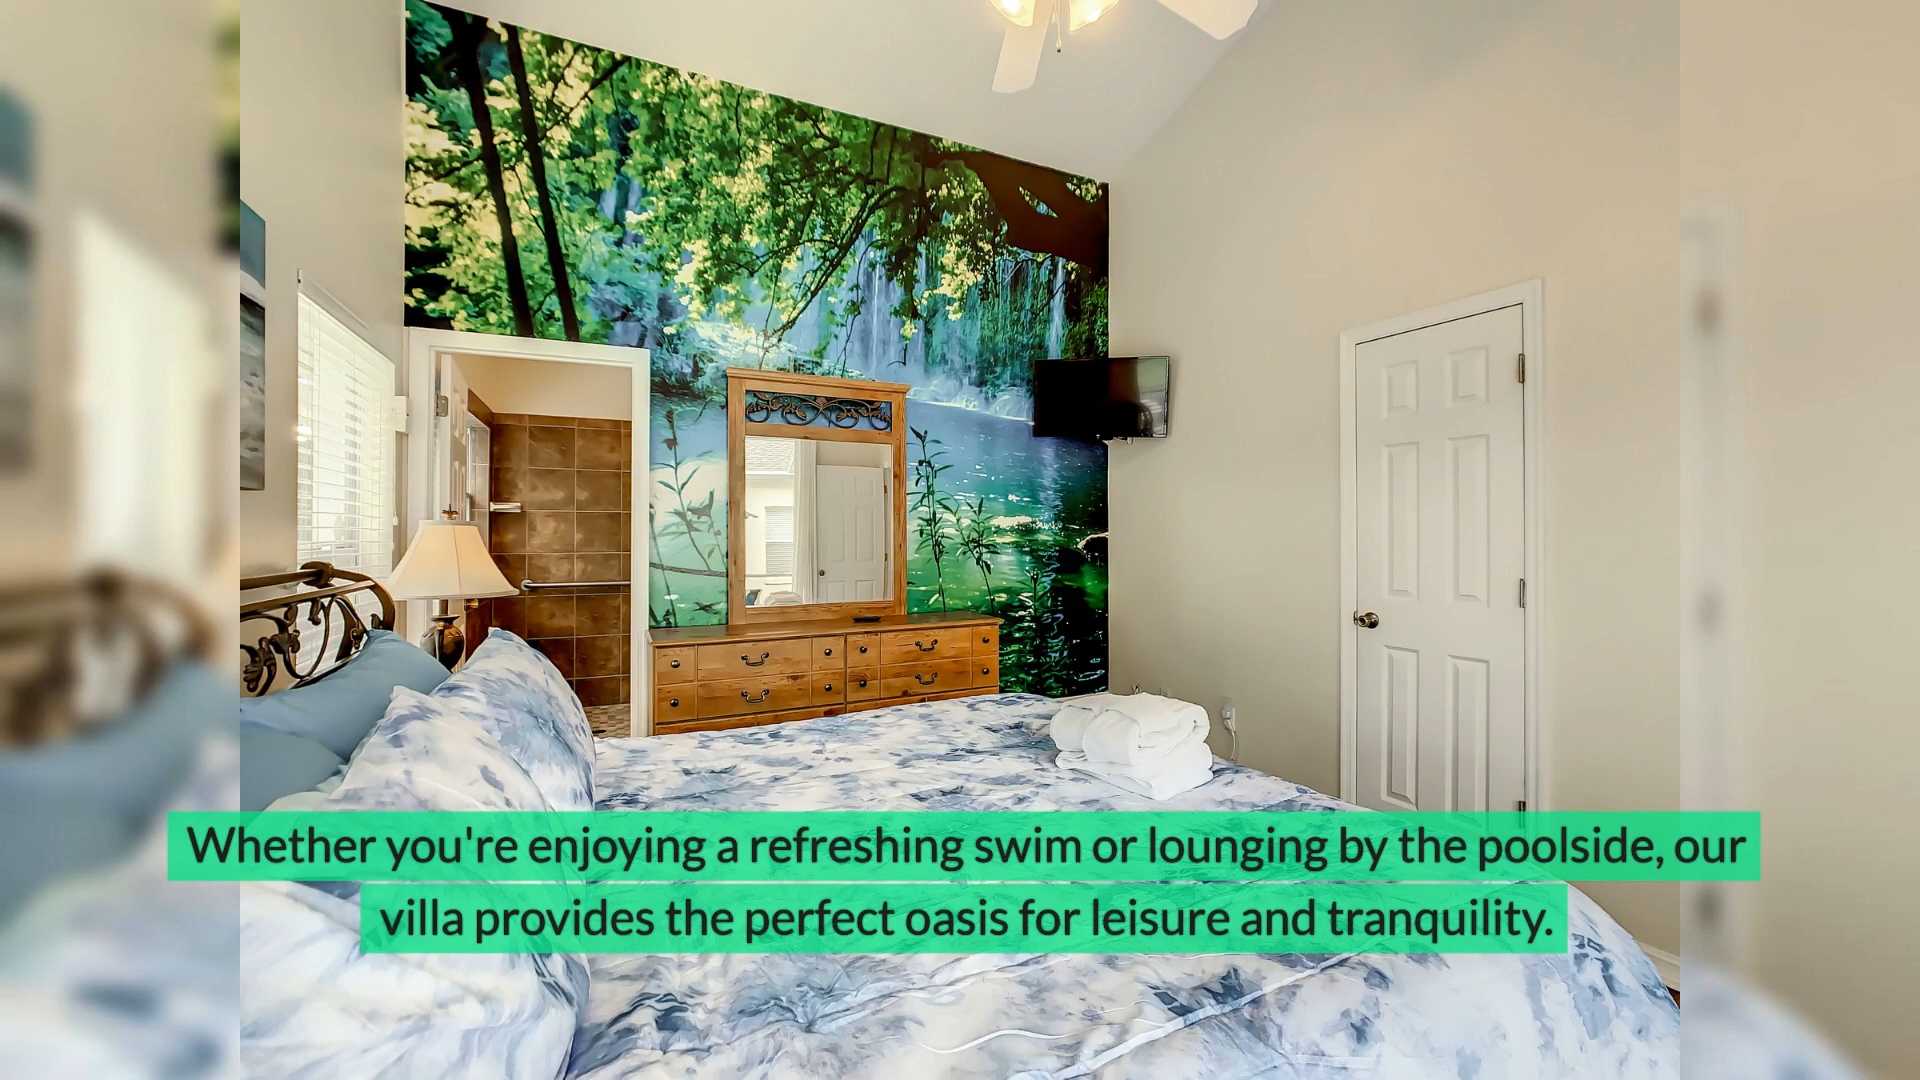 Whether you're enjoying a refreshing swim or lounging by the poolside, our
villa provides the perfect oasis for leisure and tranquility.